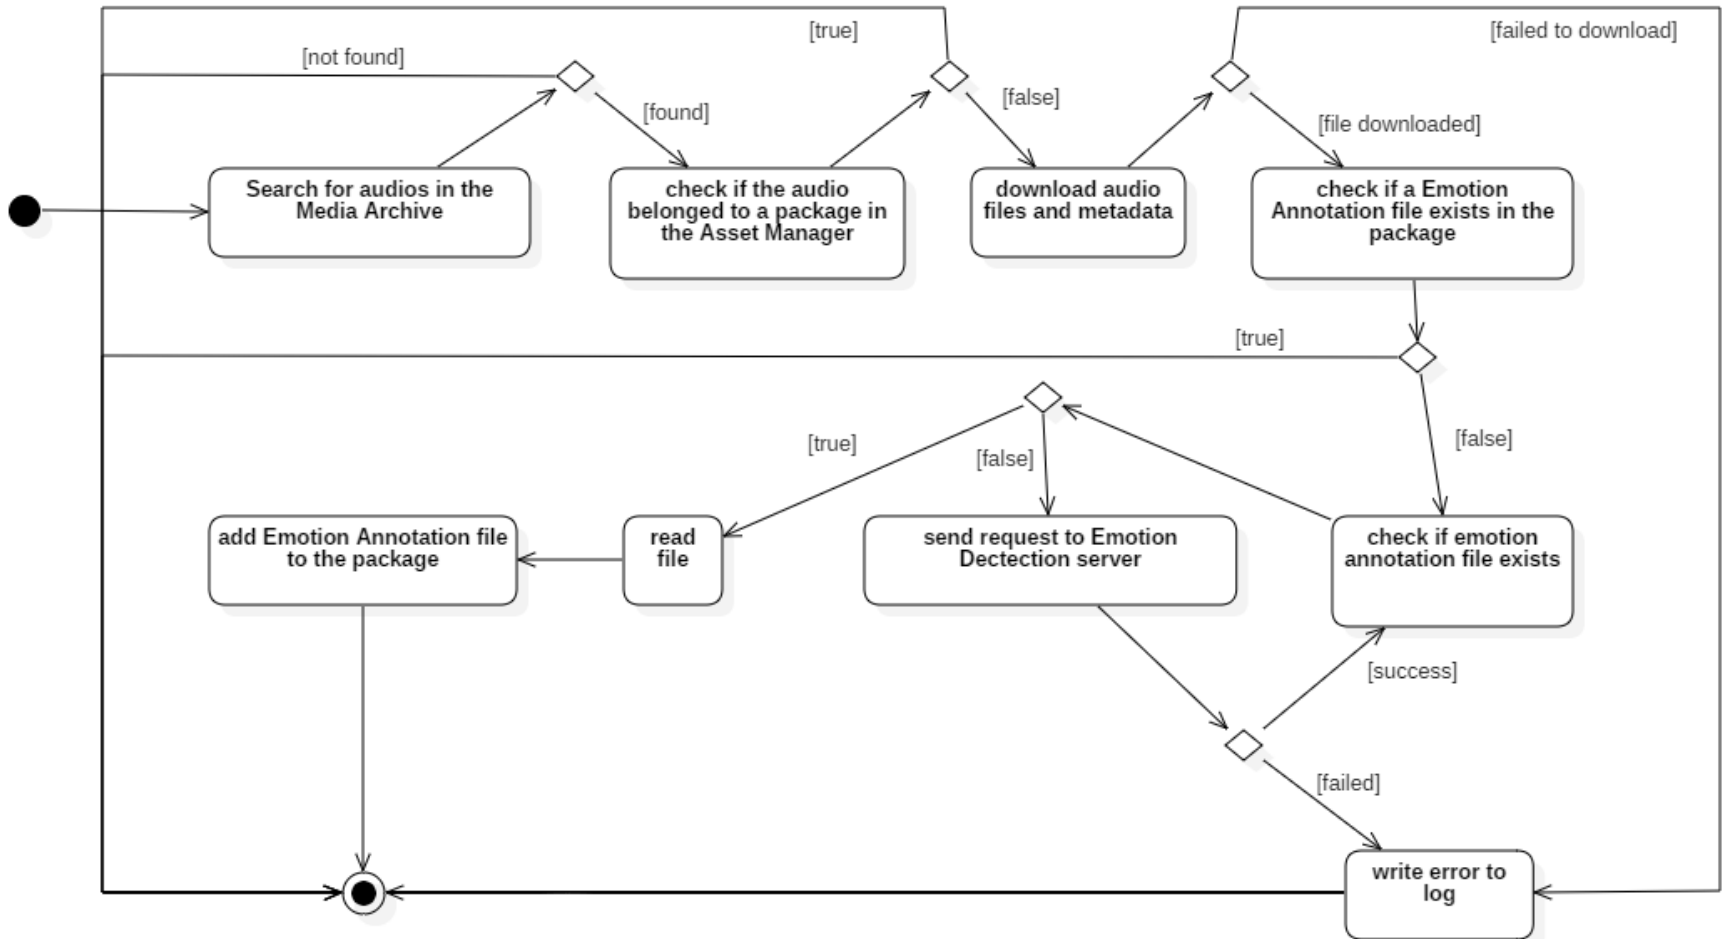 [true]
[failed to download]
[not found]
[found]
[false]
[file downloaded]
Search for audios in the
Media Archive
check if the audio
belonged to a package in
the Asset Manager
download audio
files and metadata
check if a Emotion
Annotation file exists in the
package
[true]
[false]
[true]
[false]
add Emotion Annotation file
to the package
read
file
send request to Emotion
Dectection server
check if emotion
annotation file exists
[success]
[failed]
write error to
log